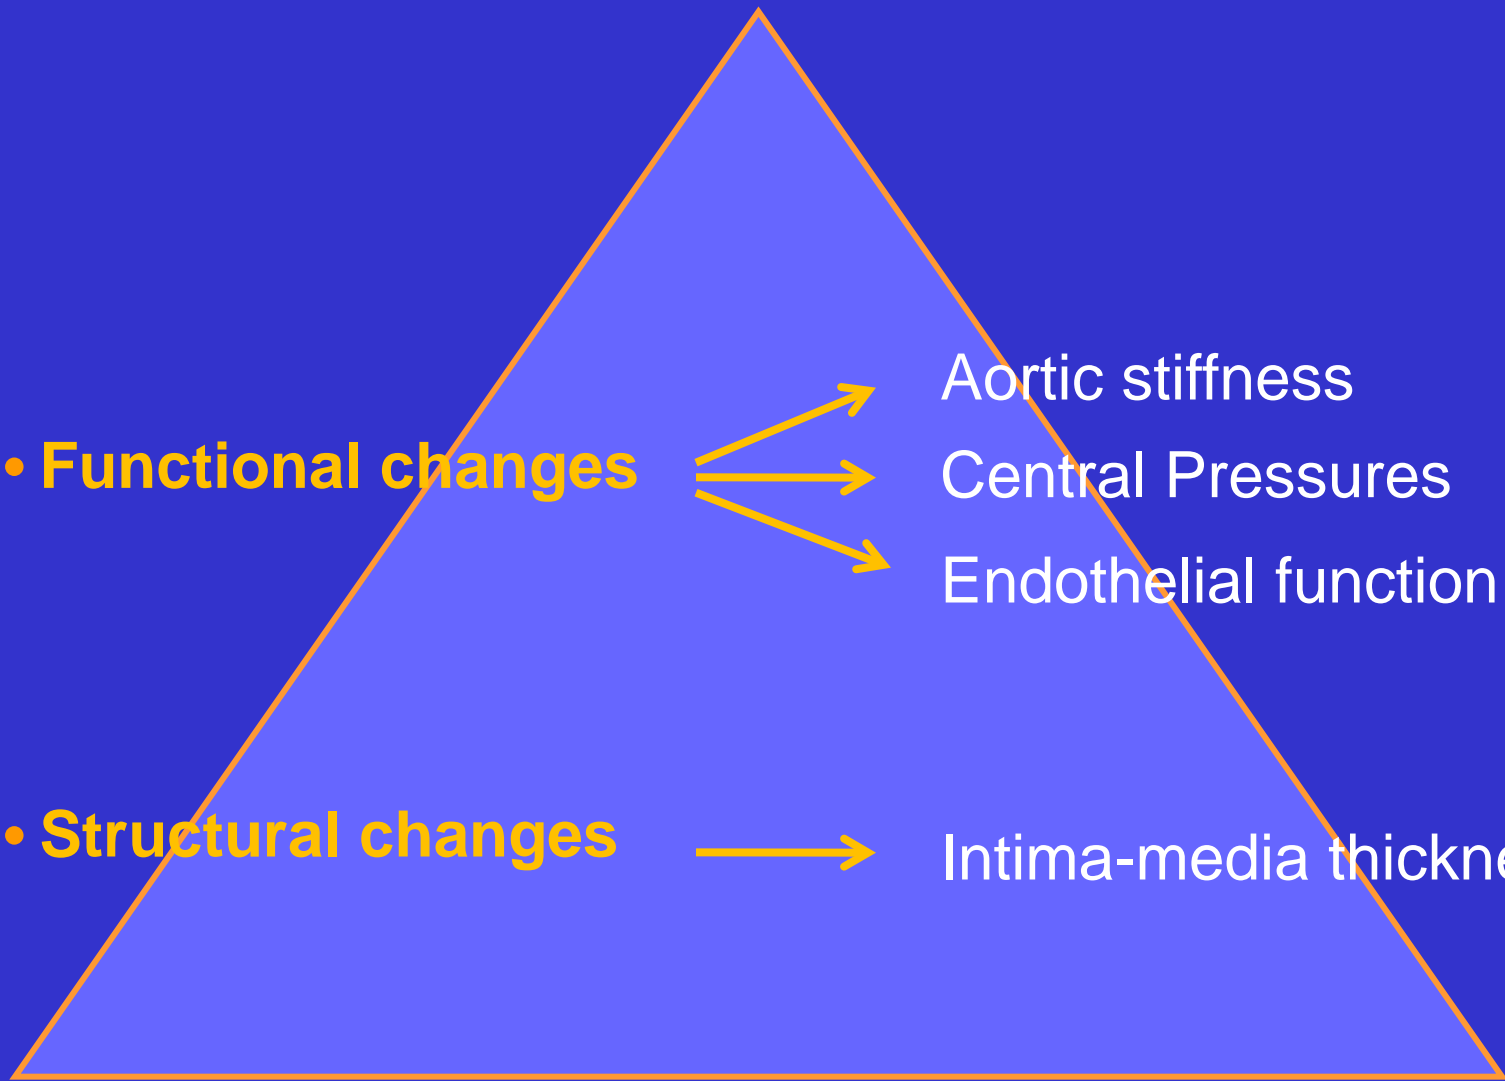 Aortic stiffness
• Functional changes
Central Pressures
Endothelial function
• Structural changes
Intima-media